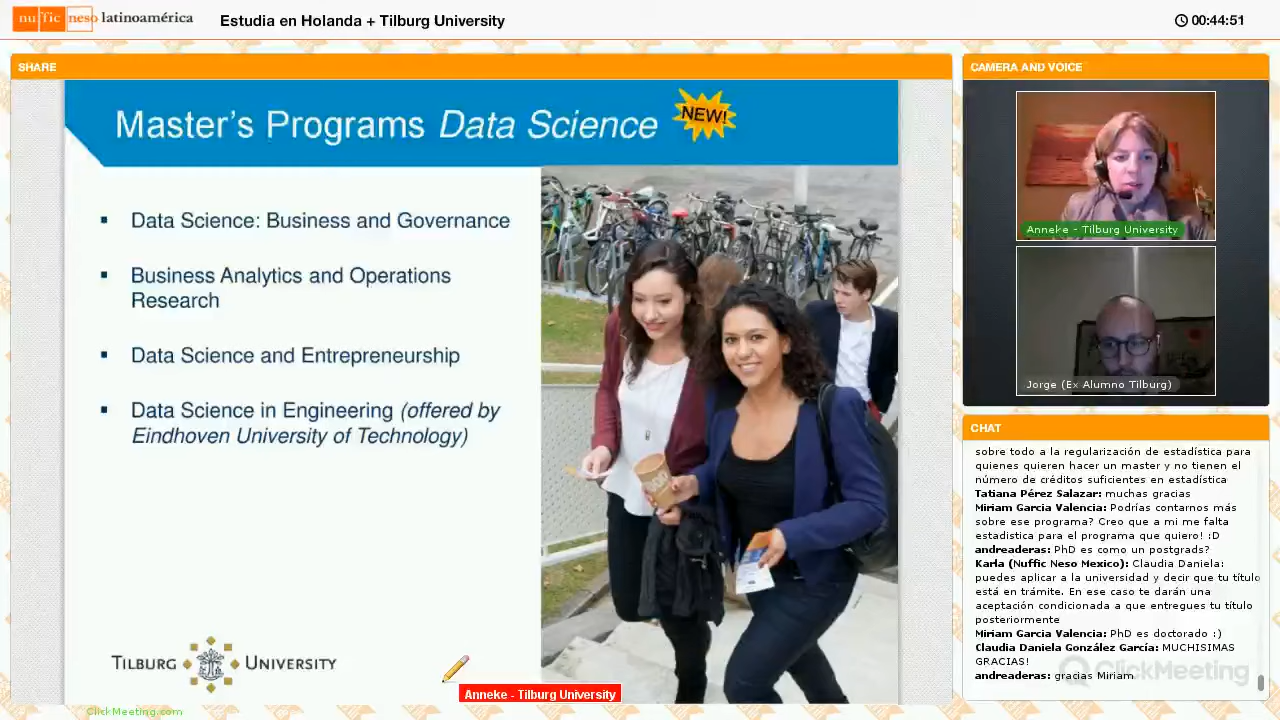 nuffic neso latinoamérica
Estudia en Holanda + Tilburg University
00:44:51
SHARE
Master's Programs Data Science
NEW!
▪ Data Science: Business and Governance
▪ Business Analytics and Operations
Research
▪ Data Science and Entrepreneurship
▪ Data Science in Engineering (offered by
Eindhoven University of Technology)
TILBURG UNIVERSITY
Anneke - Tilburg University
ClickMeeting.com
CAMERA AND VOICE
Anneke - Tilburg University
Jorge (Ex Alumno Tilburg)
CHAT
sobre todo a la regularización de estadística para
quienes quieren hacer un master y no tienen el
número de créditos suficientes en estadística
Tatiana Pérez Salazar: muchas gracias
Miriam Garcia Valencia: Podrías contarnos más
sobre ese programa? Creo que a mi me falta
estadistica para el programa que quiero! :D
andreaderas: PhD es como un postgrads?
Karla (Nuffic Neso Mexico): Claudia Daniela:
puedes aplicar a la universidad y decir que tu título
está en trámite. En ese caso te darán una
aceptación condicionada a que entregues tu título
posteriormente
Miriam Garcia Valencia: PhD es doctorado :)
Claudia Daniela González García: MUCHISIMAS
GRACIAS!
andreaderas: gracias Miriam
ClickMeeting